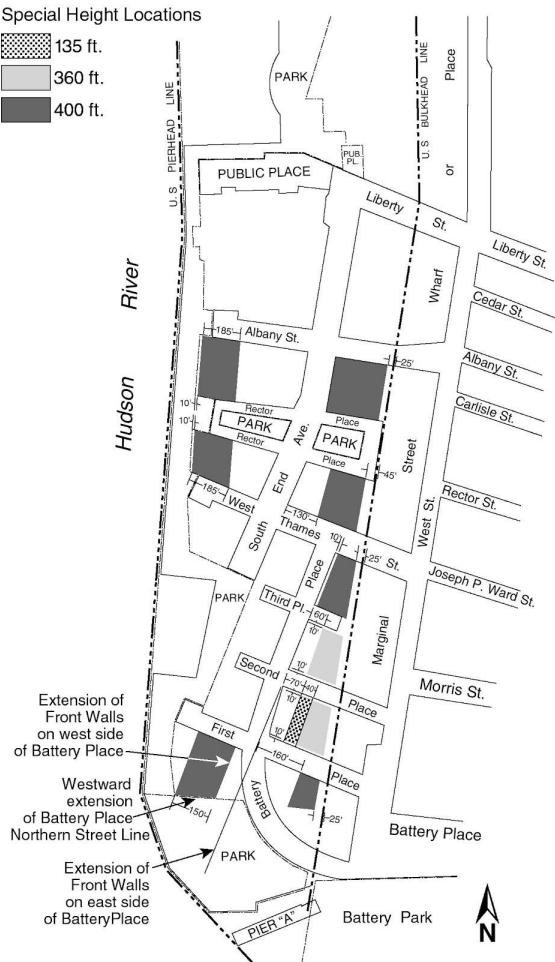 Special Height Locations
135 ft.
360 ft.
400 ft.
U. S PIERHEAD LINE
U. S BULKHEAD LINE
Place
or
PARK
PUB.
PL.
PUBLIC PLACE
Liberty
St.
Liberty St.
Hudson River
Wharf
Cedar St.
185'
Albany St.
25'
Albany St.
Carlisle St.
10'
10'
Rector
PARK
Rector
Ave.
Place
PARK
Place
Street
45'
Rector St.
185'
West
End
130'
Thames
South
10'
25'
St.
West St.
Joseph P. Ward St.
Place
PARK
Third Pl.
60'
10'
Marginal
10'
Second
70'
40'
Place
Morris St.
10'
10'
Extension of
Front Walls
on west side
of Battery Place
First
160'
Place
Westward
extension
of Battery Place
Northern Street Line
150'
Battery
25'
Battery Place
PARK
Extension of
Front Walls
on east side
of BatteryPlace
PIER "A"
Battery Park
N